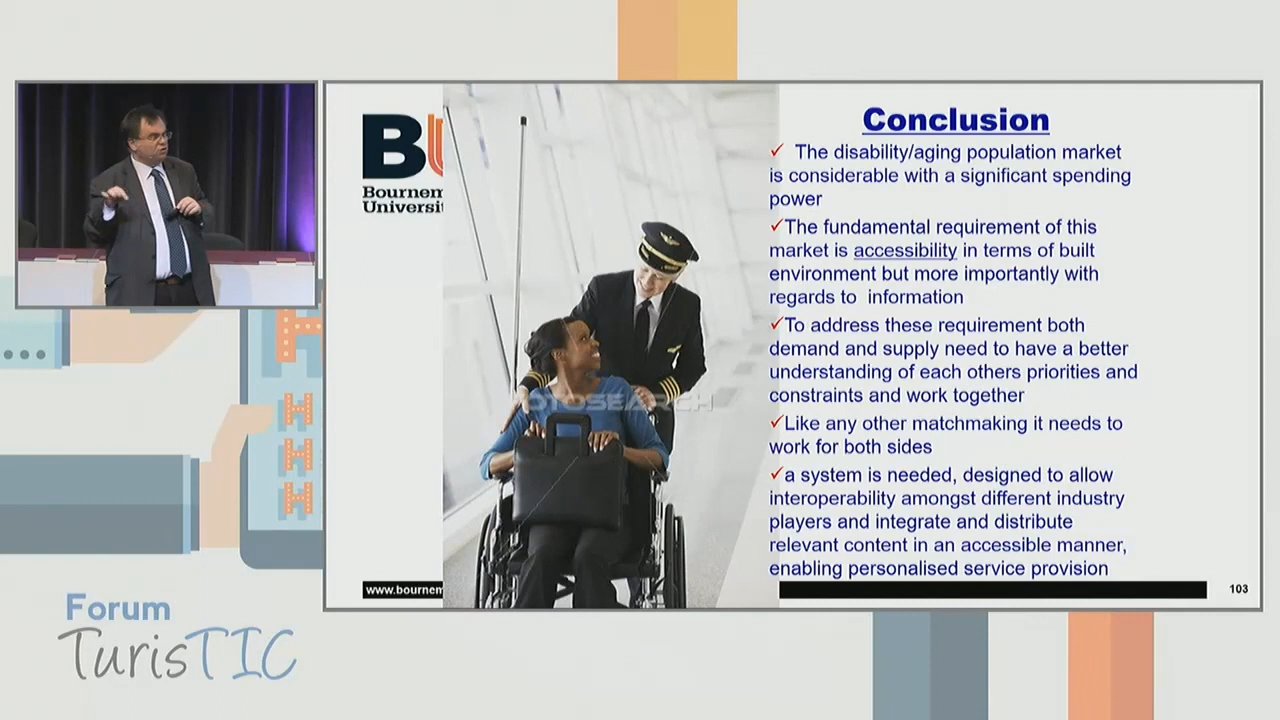 BU
Bournem
Universit
Conclusion
✓ The disability/aging population market
is considerable with a significant spending
power
✓The fundamental requirement of this
market is accessibility in terms of built
environment but more importantly with
regards to information
✓To address these requirement both
demand and supply need to have a better
understanding of each others priorities and
constraints and work together
✓Like any other matchmaking it needs to
work for both sides
✓a system is needed, designed to allow
interoperability amongst different industry
players and integrate and distribute
relevant content in an accessible manner,
enabling personalised service provision
OTOSEARCH
www.bournem
103
H
H
H
H
Forum
TurisTIC